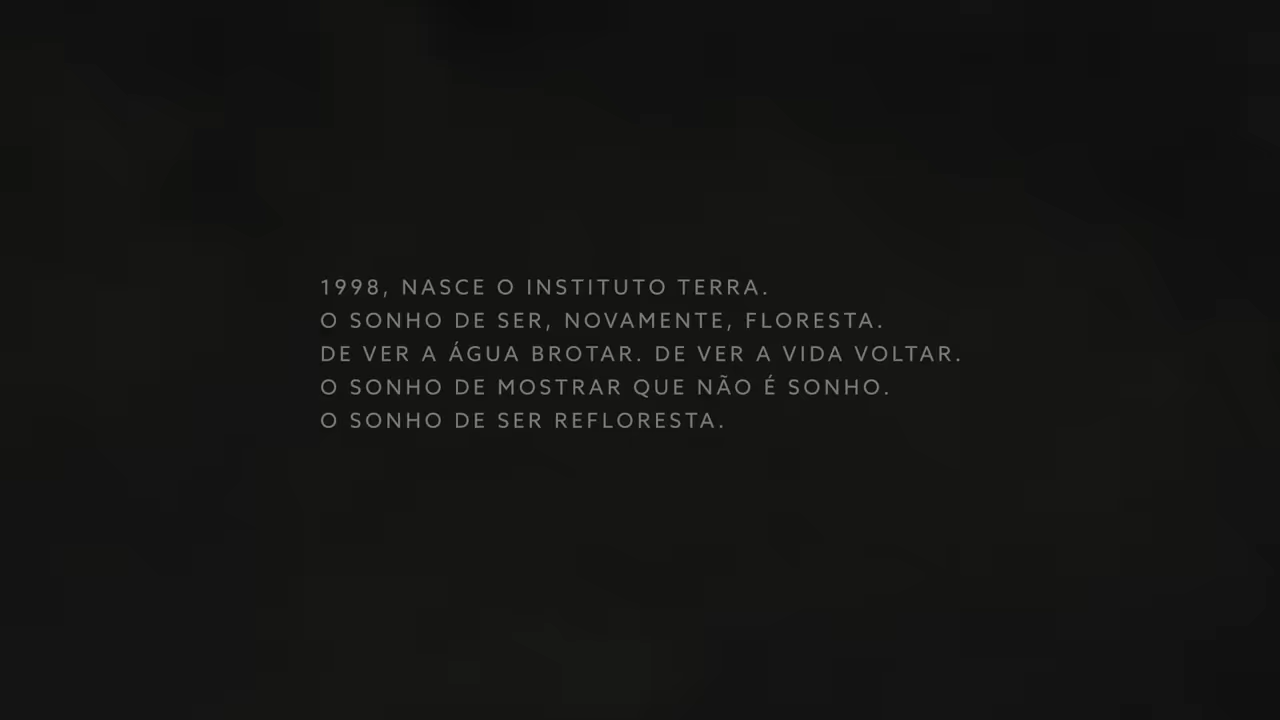 1998, NASCE O INSTITUTO TERRA.
O SONHO DE SER, NOVAMENTE, FLORESTA.
DE VER A ÁGUA BROTAR. DE VER A VIDA VOLTAR.
O SONHO DE MOSTRAR QUE NÃO É SONHO.
O SONHO DE SER REFLORESTA.